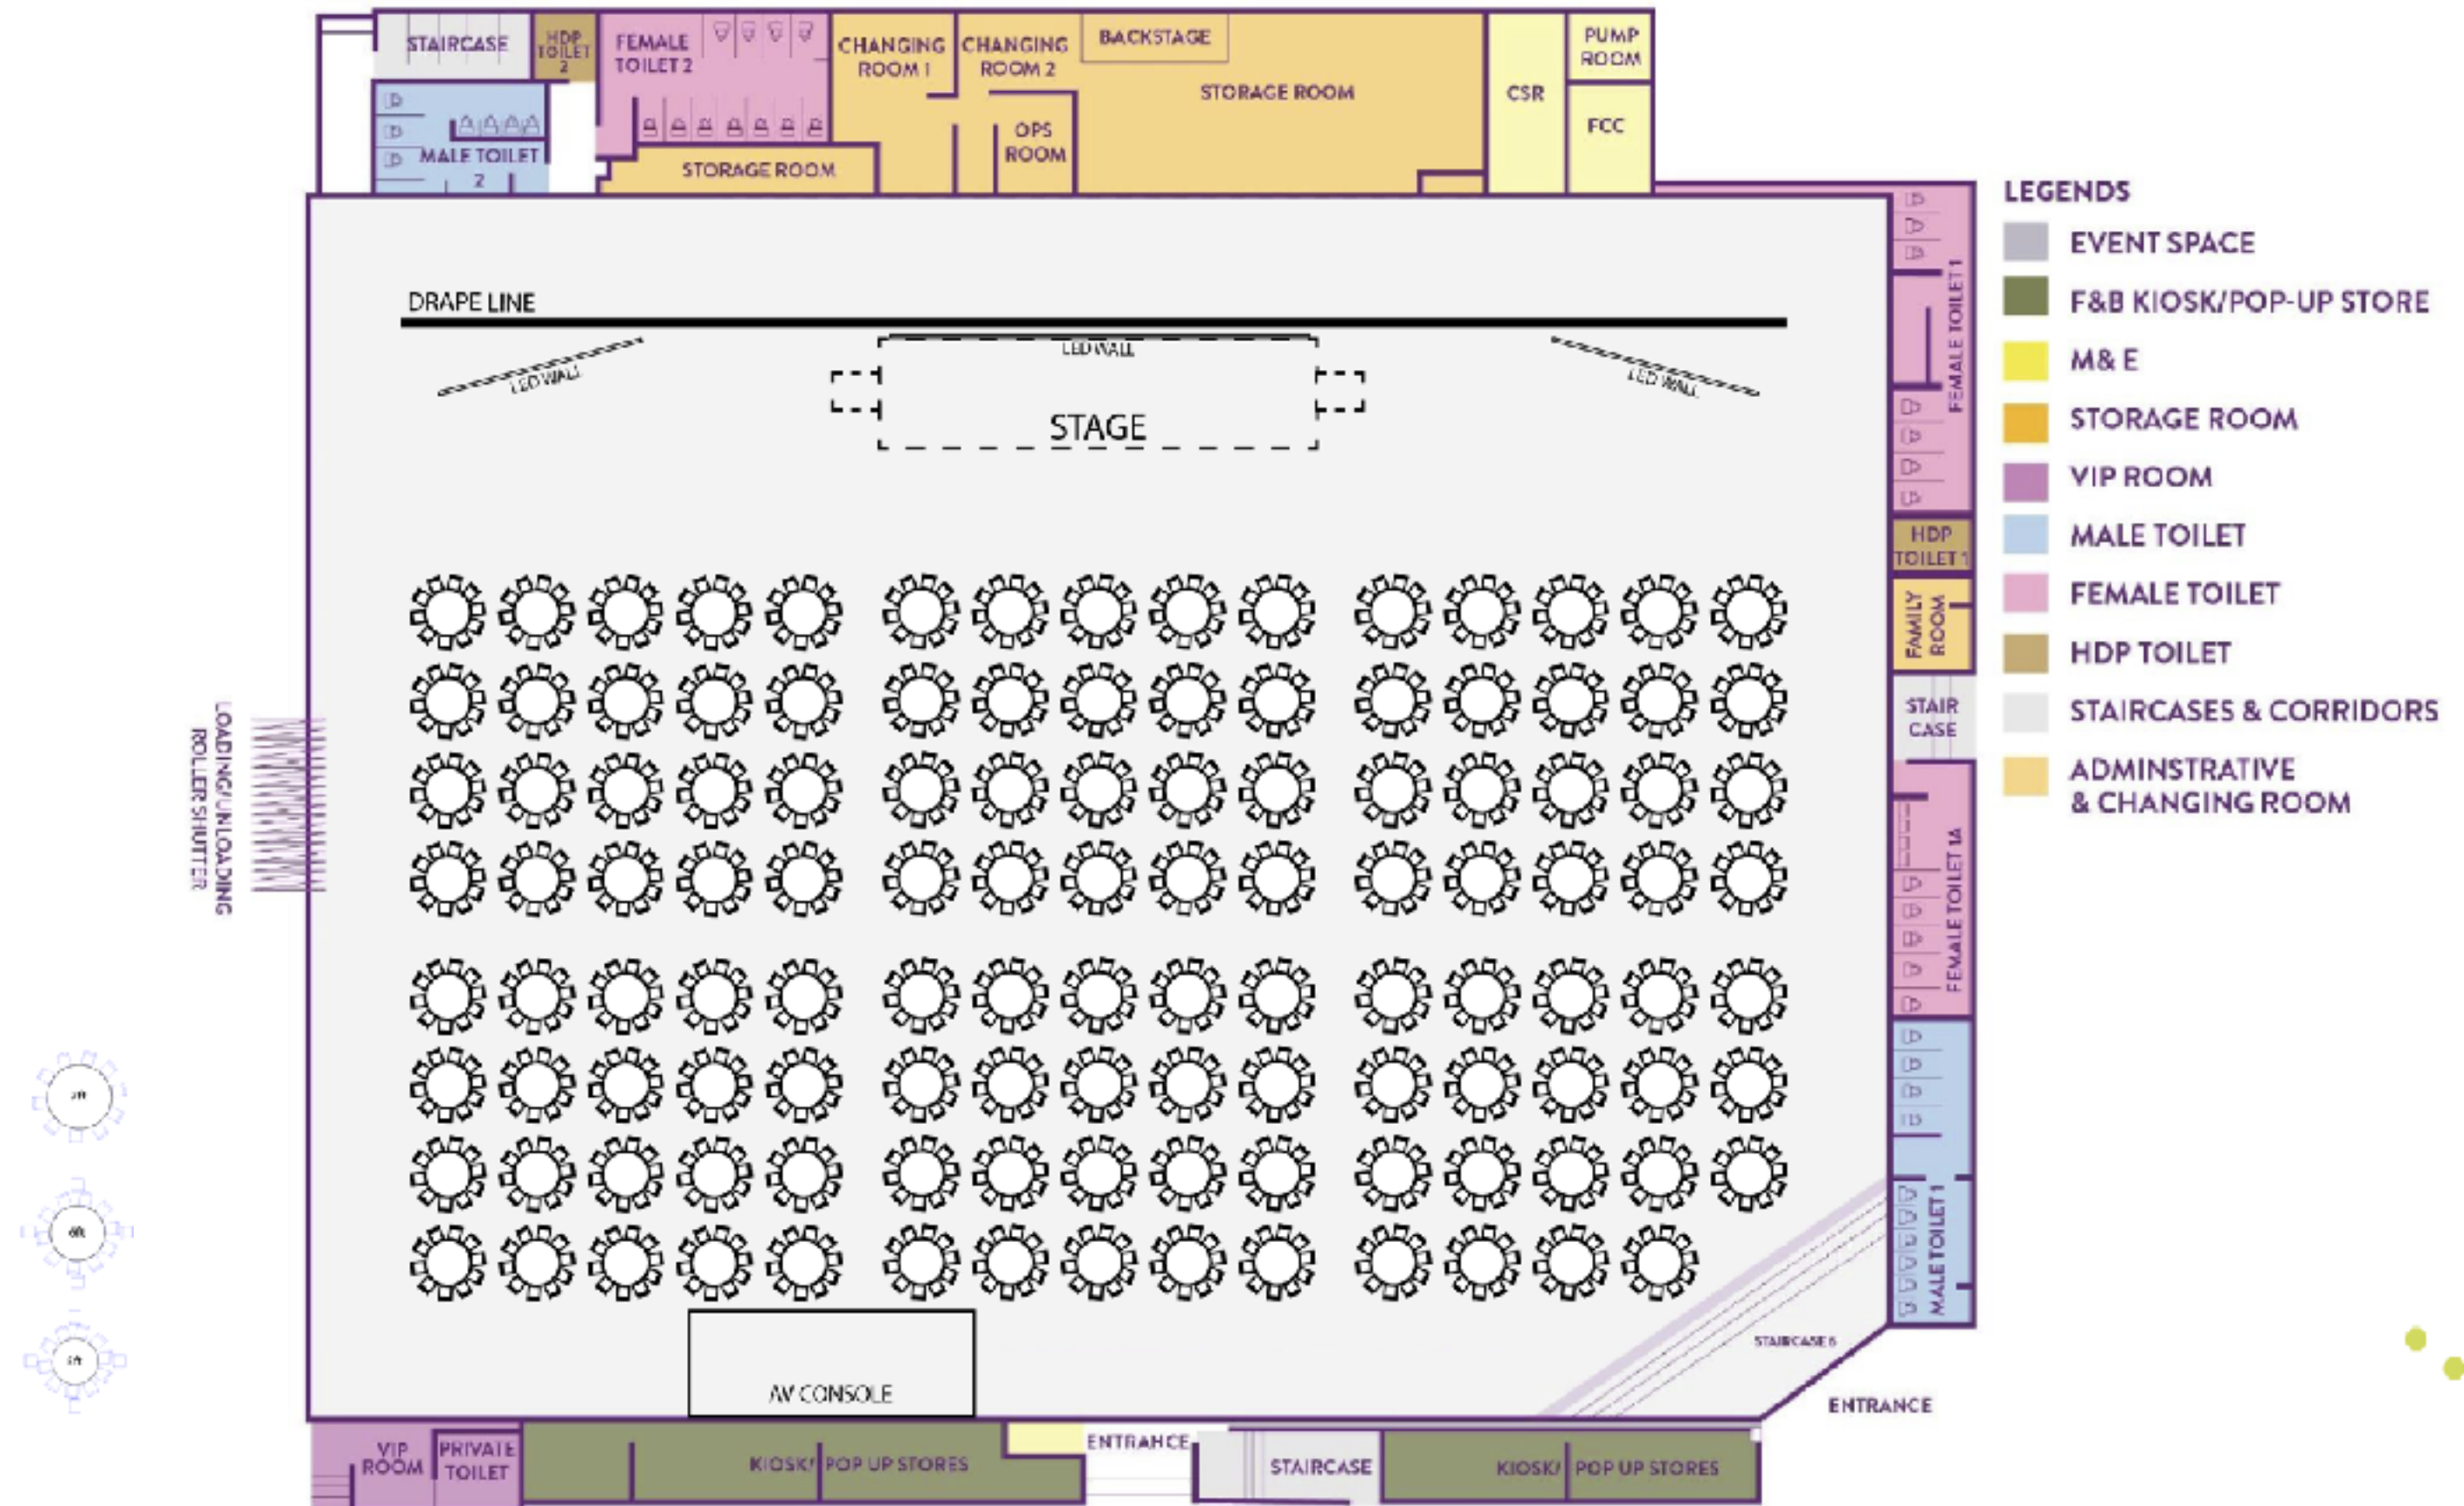 STAIRCASE
HDP
TOILET
2
FEMALE
TOILET 2
CHANGING
ROOM 1
CHANGING
ROOM 2
BACKSTAGE
STORAGE ROOM
CSR
PUMP
ROOM
FCC
MALE TOILET
2
STORAGE ROOM
OPS
ROOM
LEGENDS
EVENT SPACE
F&B KIOSK/POP-UP STORE
M& E
STORAGE ROOM
VIP ROOM
MALE TOILET
FEMALE TOILET
HDP TOILET
STAIRCASES & CORRIDORS
ADMINSTRATIVE
& CHANGING ROOM
DRAPE LINE
LED WALL
LED WALL
LED WALL
STAGE
FEMALE TOILET 1
HDP
TOILET 1
FAMILY
ROOM
STAIR
CASE
FEMALE TOILET 1A
MALE TOILET 1
LOADING/UNLOADING
ROLLER SHUTTER
7ft
6ft
5ft
AV CONSOLE
STAIRCASE 6
ENTRANCE
VIP
ROOM
PRIVATE
TOILET
KIOSK/ POP UP STORES
ENTRANCE
STAIRCASE
KIOSK/ POP UP STORES